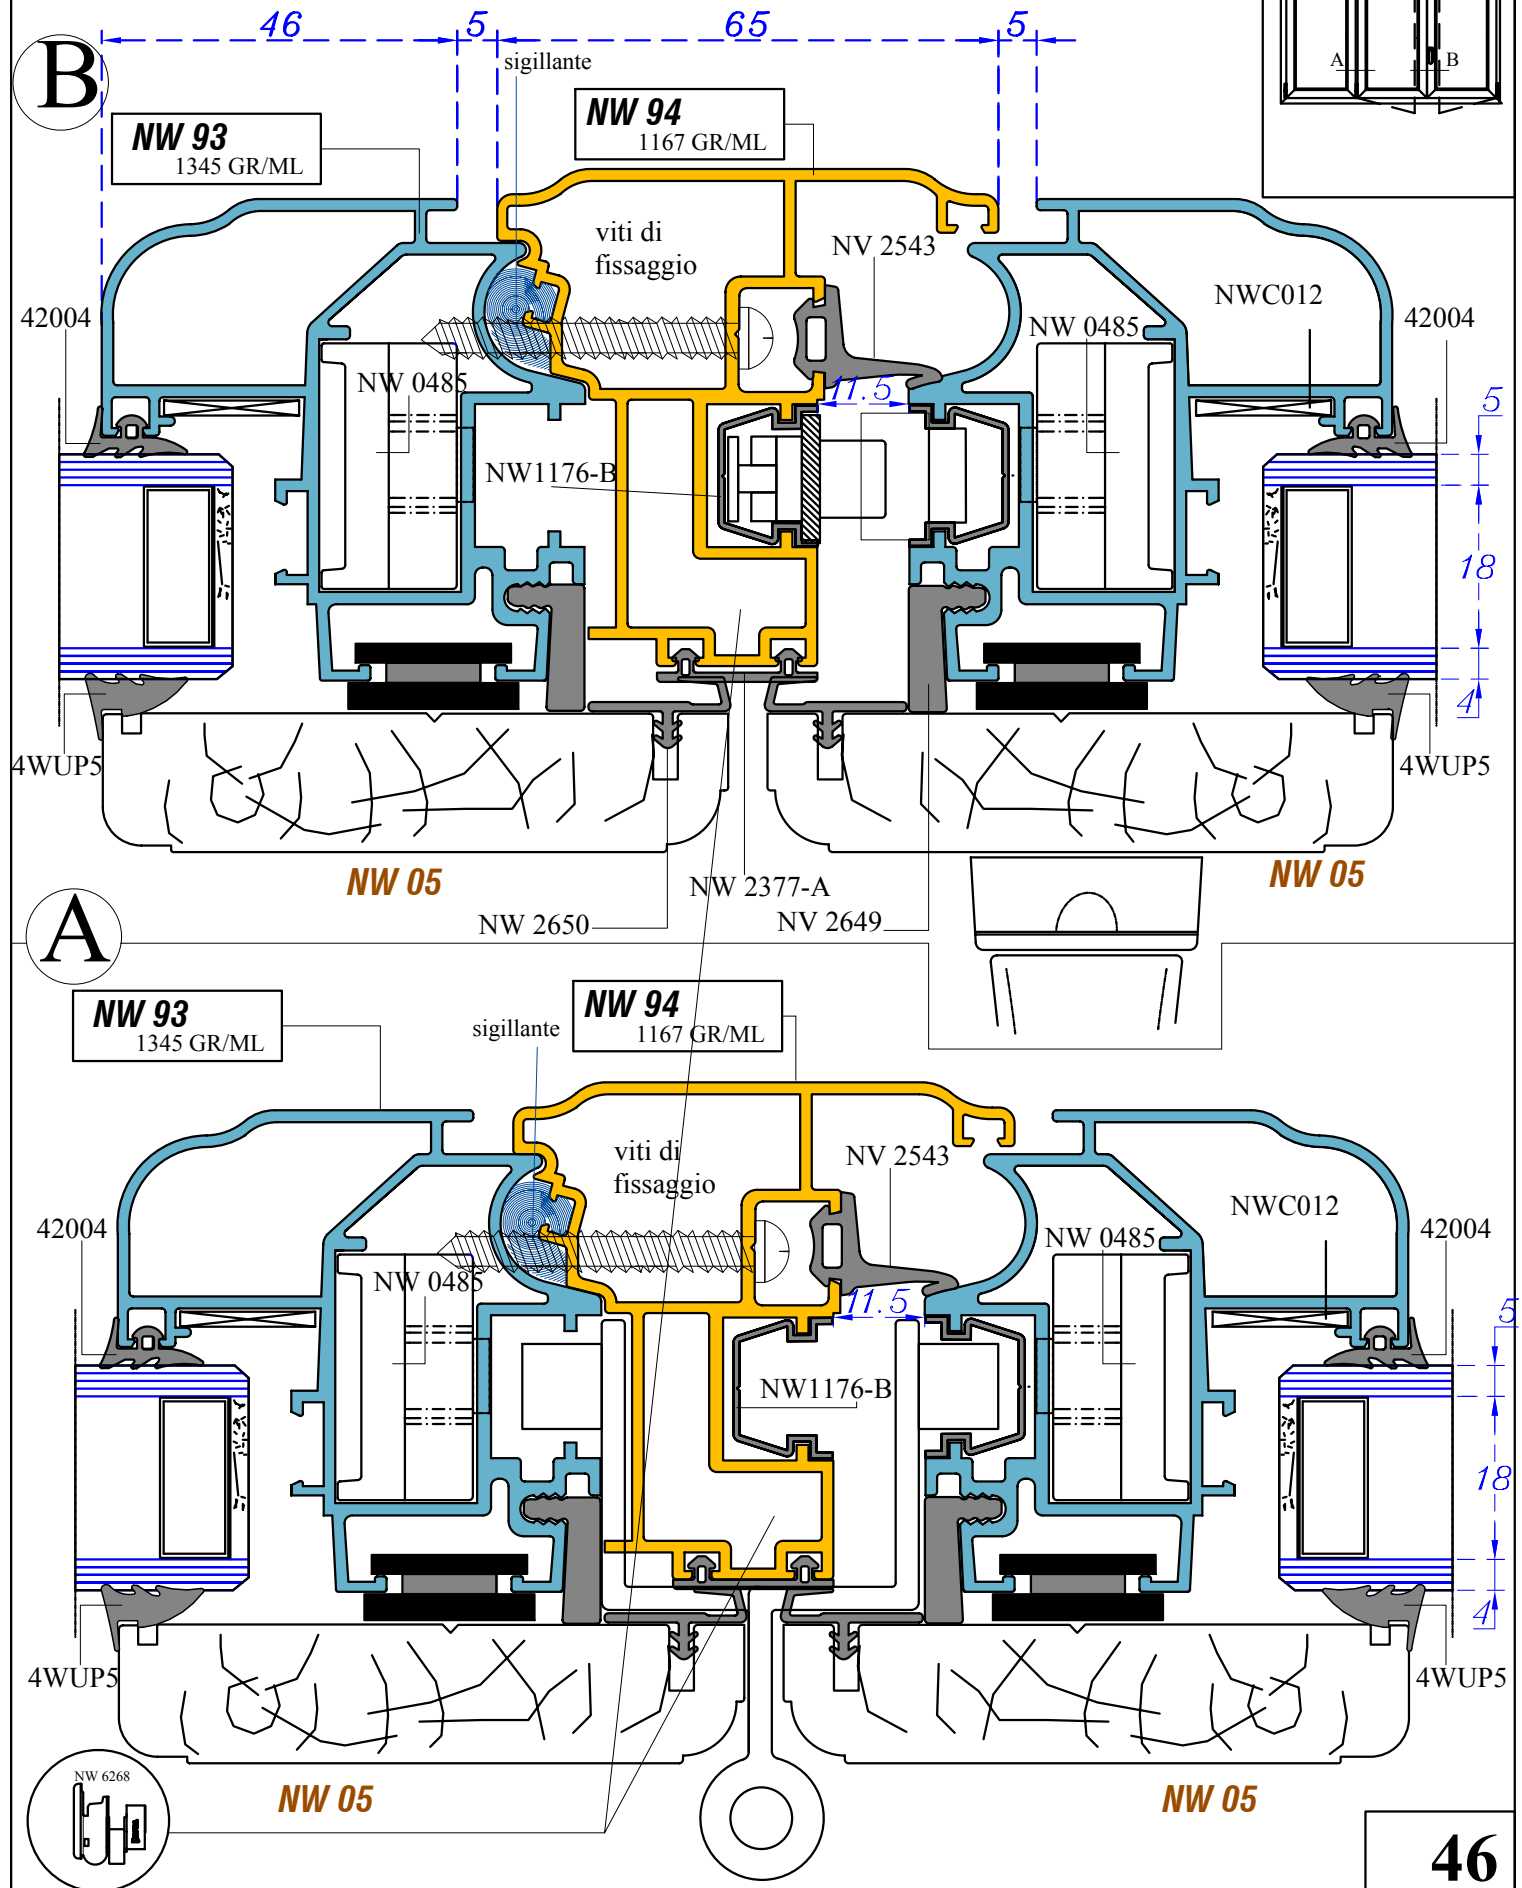 46
5
65
5
B
sigillante
A
B
NW 93
1345 GR/ML
NW 94
1167 GR/ML
viti di
fissaggio
NV 2543
NWC012
42004
NW 0485
42004
NW 0485
11.5
5
NW1176-B
18
4
4WUP5
4WUP5
NW 05
NW 05
NW 2377-A
NW 2650
NV 2649
A
NW 93
1345 GR/ML
sigillante
NW 94
1167 GR/ML
viti di
fissaggio
NV 2543
NWC012
42004
NW 0485
42004
NW 0485
11.5
5
NW1176-B
18
4
4WUP5
4WUP5
NW 6268
NW 05
NW 05
46